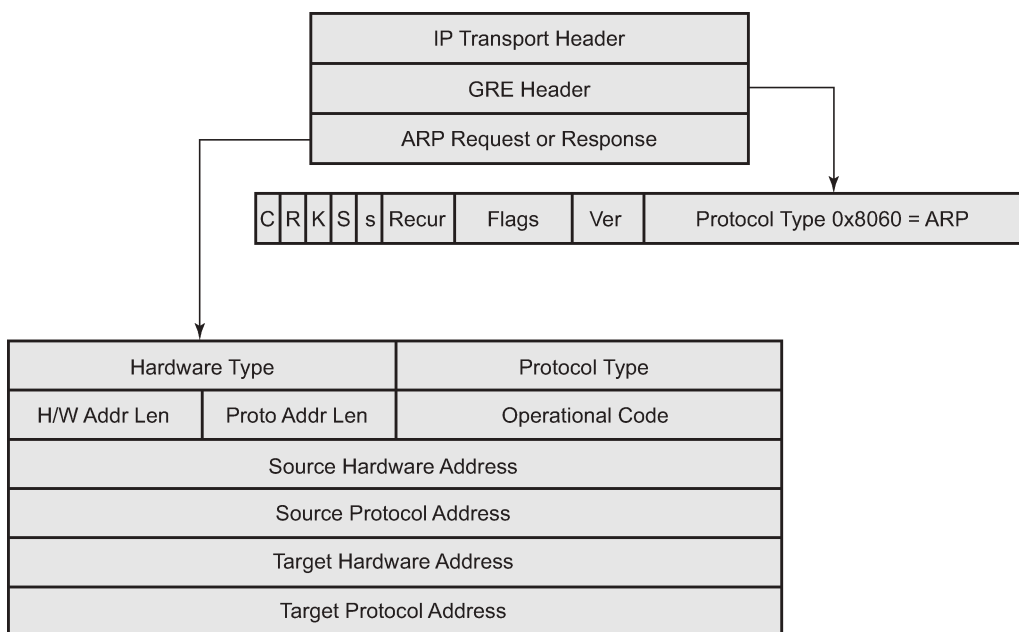 IP Transport Header
GRE Header
ARP Request or Response
C R K S s Recur Flags Ver Protocol Type 0x8060 = ARP
Hardware Type Protocol Type
H/W Addr Len Proto Addr Len Operational Code
Source Hardware Address
Source Protocol Address
Target Hardware Address
Target Protocol Address